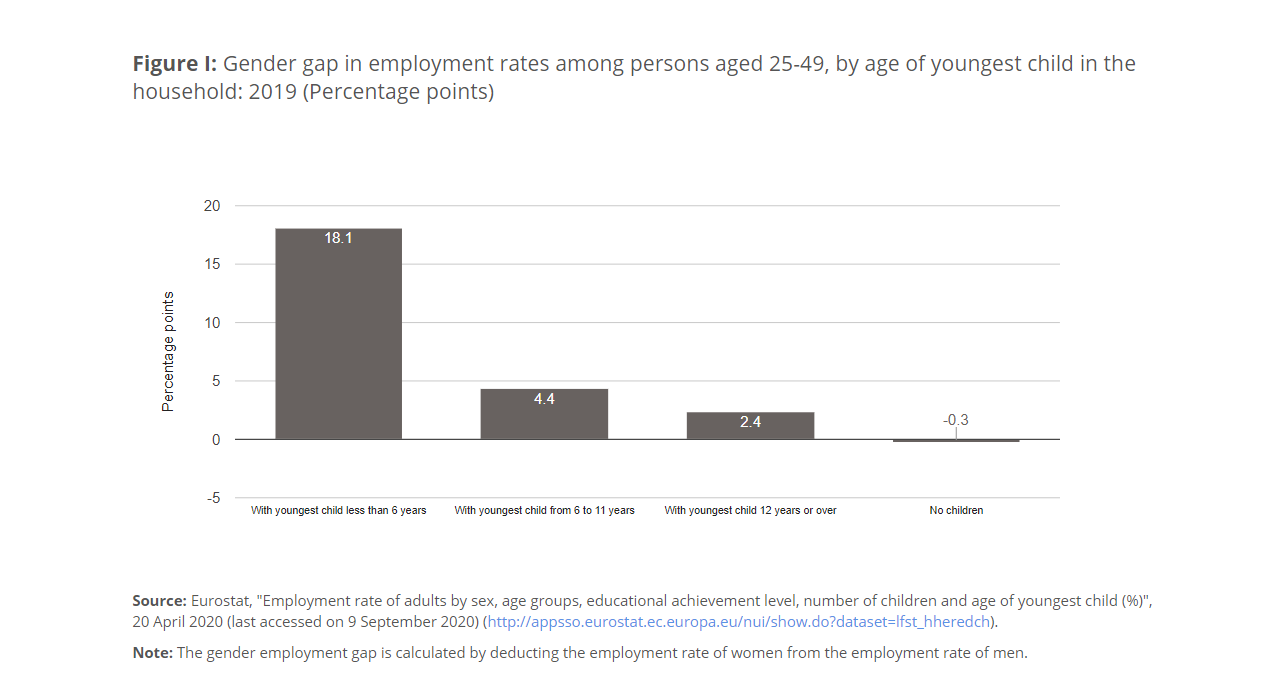 Figure I: Gender gap in employment rates among persons aged 25-49, by age of youngest child in the
household: 2019 (Percentage points)
20
15
10
5
0
-5
Percentage points
18.1
4.4
2.4
-0.3
With youngest child less than 6 years
With youngest child from 6 to 11 years
With youngest child 12 years or over
No children
Source: Eurostat, "Employment rate of adults by sex, age groups, educational achievement level, number of children and age of youngest child (%)",
20 April 2020 (last accessed on 9 September 2020) (http://appsso.eurostat.ec.europa.eu/nui/show.do?dataset=lfst_hheredch).
Note: The gender employment gap is calculated by deducting the employment rate of women from the employment rate of men.